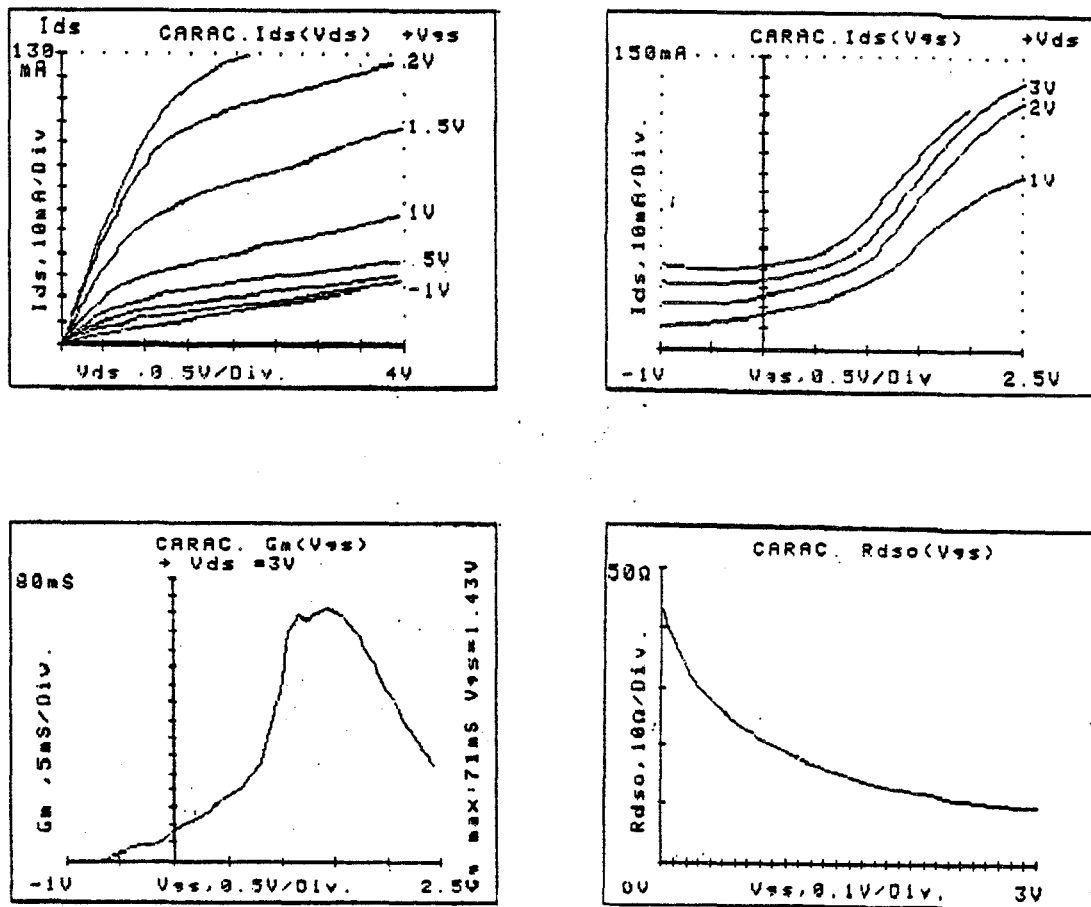 Ids
CARAC.Ids(Vds) →Vgs
130
mA
2V
1.5V
1V
.5V
-1V
Ids,10mA/Div
Vds ,0.5V/Div.
4V
CARAC.Ids(Vgs) →Vds
150mA
3V
2V
1V
Ids,10mA/Div.
-1V
Vgs,0.5V/Div
2.5V
CARAC. Gm(Vgs)
→ Vds =3V
80mS
Gm ,5mS/Div.
-1V
Vgs,0.5V/Div.
2.5V
max:71mS Vgs=1.43V
CARAC. Rdso(Vgs)
50Ω
Rdso,10Ω/Div.
0V
Vgs,0.1V/Div.
3V